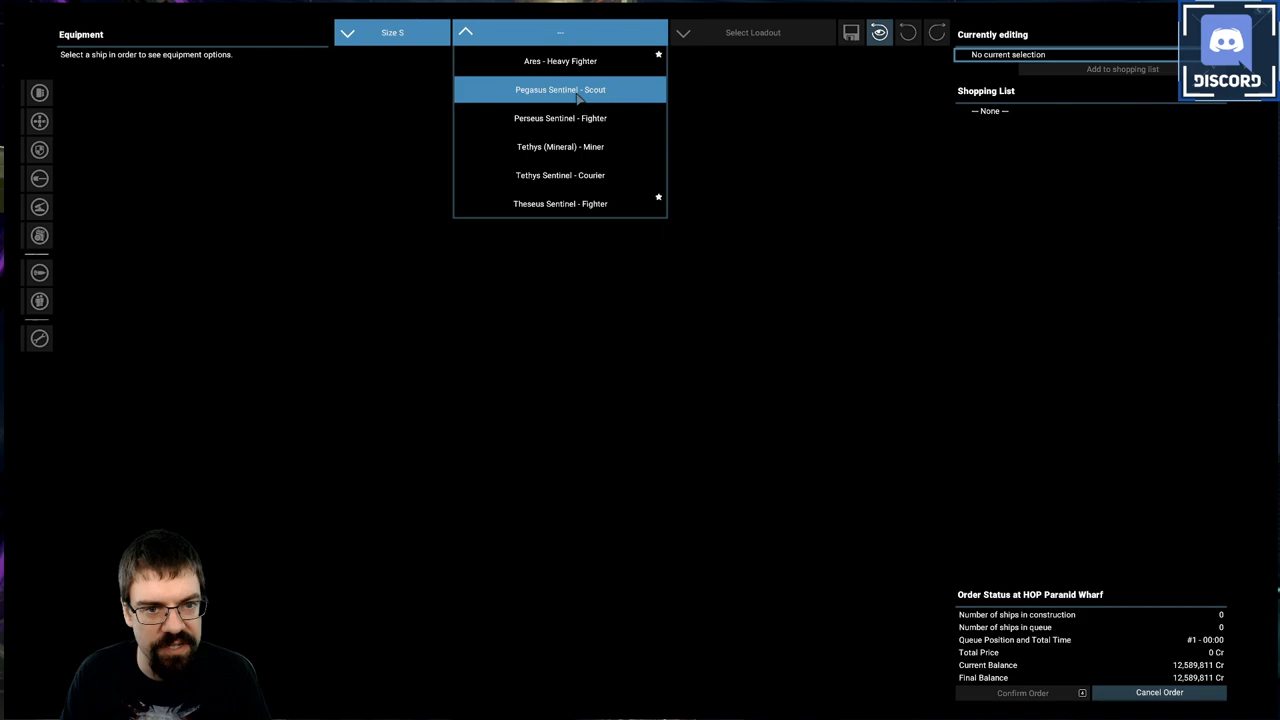 Equipment
Select a ship in order to see equipment options.
Size S
---
Select Loadout
Ares - Heavy Fighter
Pegasus Sentinel - Scout
Perseus Sentinel - Fighter
Tethys (Mineral) - Miner
Tethys Sentinel - Courier
Theseus Sentinel - Fighter
Currently editing
No current selection
Add to shopping list
Shopping List
--- None ---
DISCORD
Order Status at HOP Paranid Wharf
Number of ships in construction 0
Number of ships in queue 0
Queue Position and Total Time #1 - 00:00
Total Price 0 Cr
Current Balance 12,589,811 Cr
Final Balance 12,589,811 Cr
Confirm Order
Cancel Order